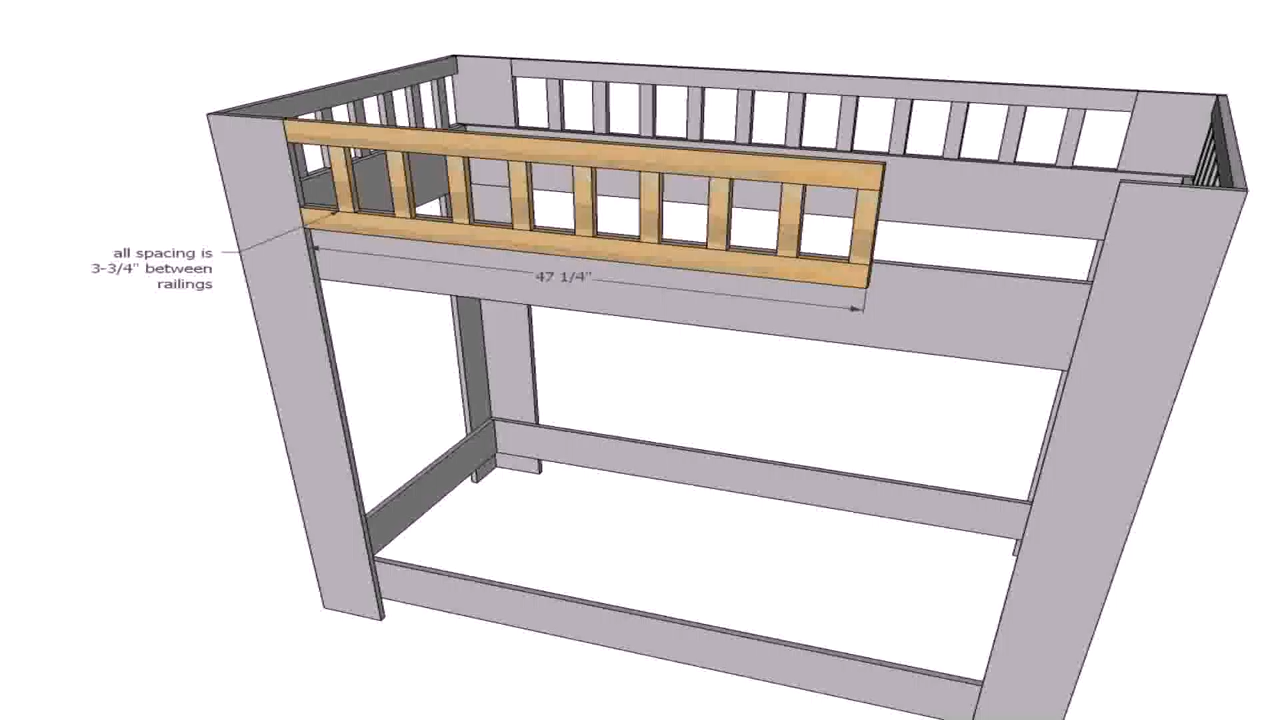 all spacing is
3-3/4" between
railings
47 1/4"